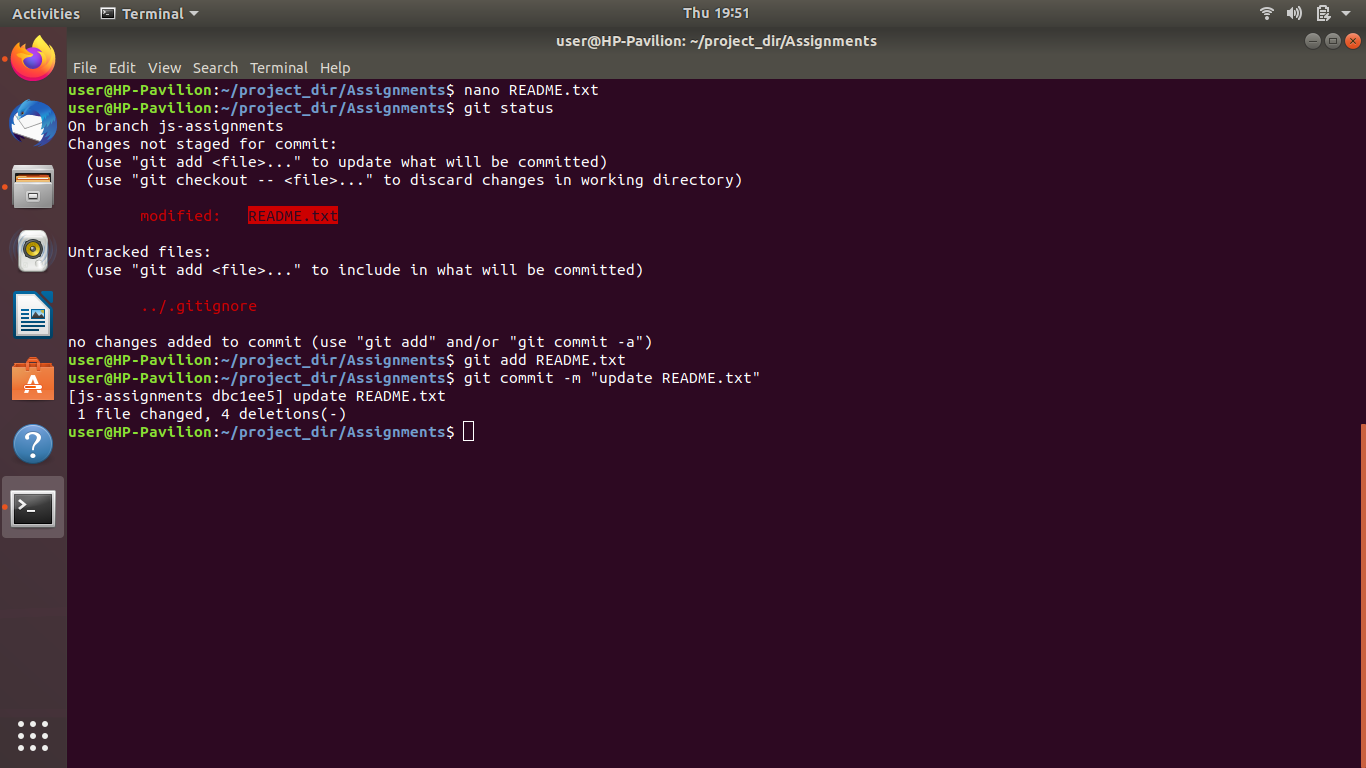 Activities Terminal Thu 19:51
user@HP-Pavilion: ~/project_dir/Assignments
File Edit View Search Terminal Help
user@HP-Pavilion:~/project_dir/Assignments$ nano README.txt
user@HP-Pavilion:~/project_dir/Assignments$ git status
On branch js-assignments
Changes not staged for commit:
  (use "git add <file>..." to update what will be committed)
  (use "git checkout -- <file>..." to discard changes in working directory)
        modified:   README.txt
Untracked files:
  (use "git add <file>..." to include in what will be committed)
        ../.gitignore
no changes added to commit (use "git add" and/or "git commit -a")
user@HP-Pavilion:~/project_dir/Assignments$ git add README.txt
user@HP-Pavilion:~/project_dir/Assignments$ git commit -m "update README.txt"
[js-assignments dbc1ee5] update README.txt
 1 file changed, 4 deletions(-)
user@HP-Pavilion:~/project_dir/Assignments$